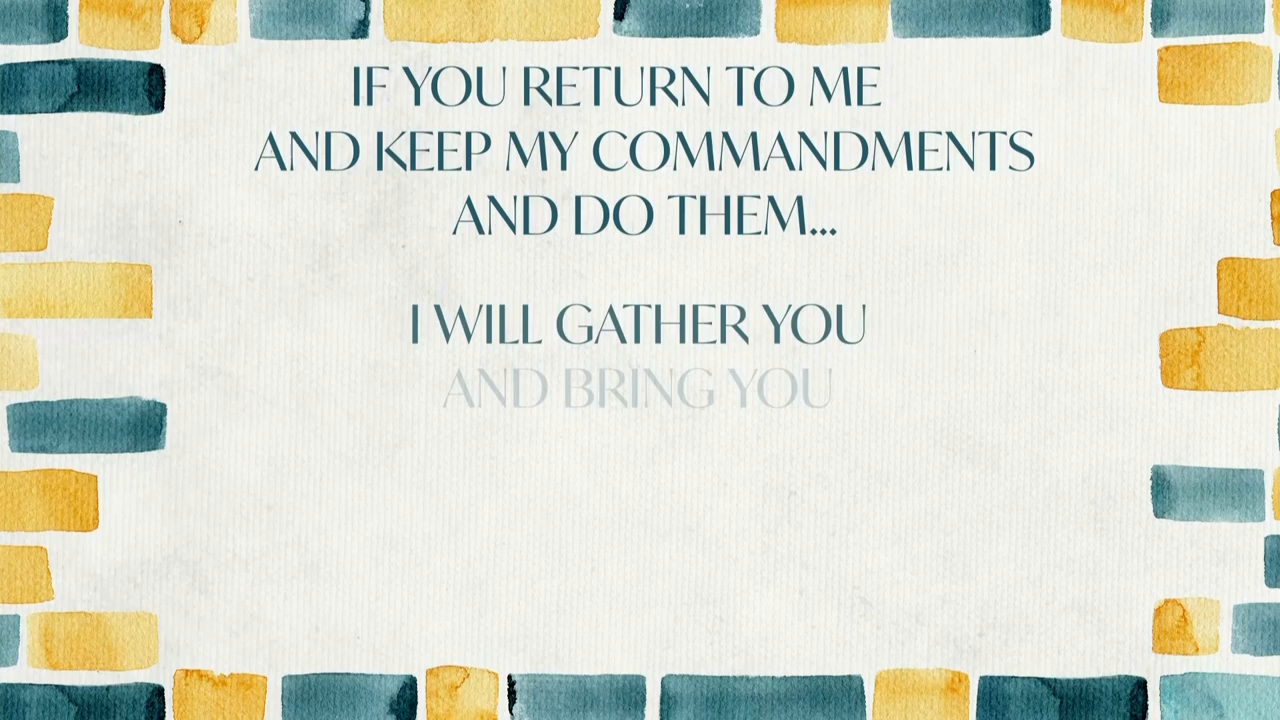 IF YOU RETURN TO ME
AND KEEP MY COMMANDMENTS
AND DO THEM...
I WILL GATHER YOU
AND BRING YOU